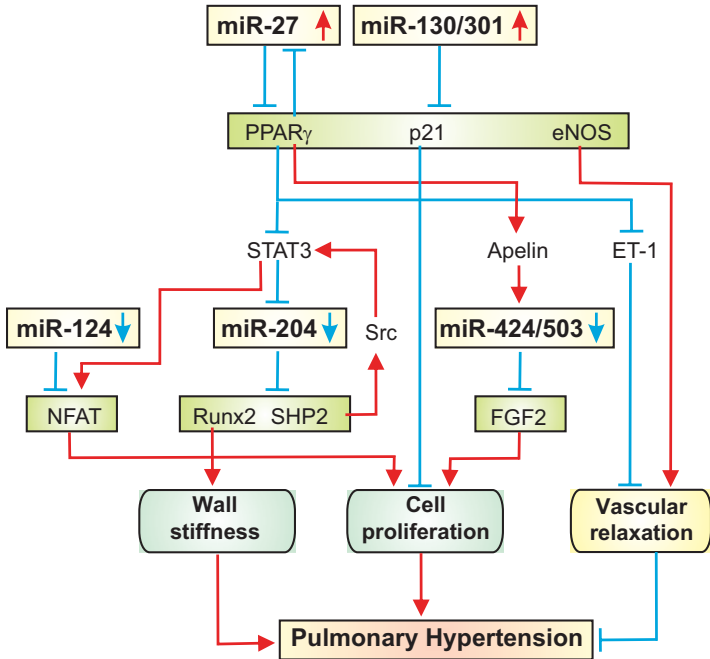 miR-27
miR-130/301
PPARγ p21 eNOS
STAT3 Apelin ET-1
miR-124 miR-204 Src miR-424/503
NFAT Runx2 SHP2 FGF2
Wall
stiffness
Cell
proliferation
Vascular
relaxation
Pulmonary Hypertension